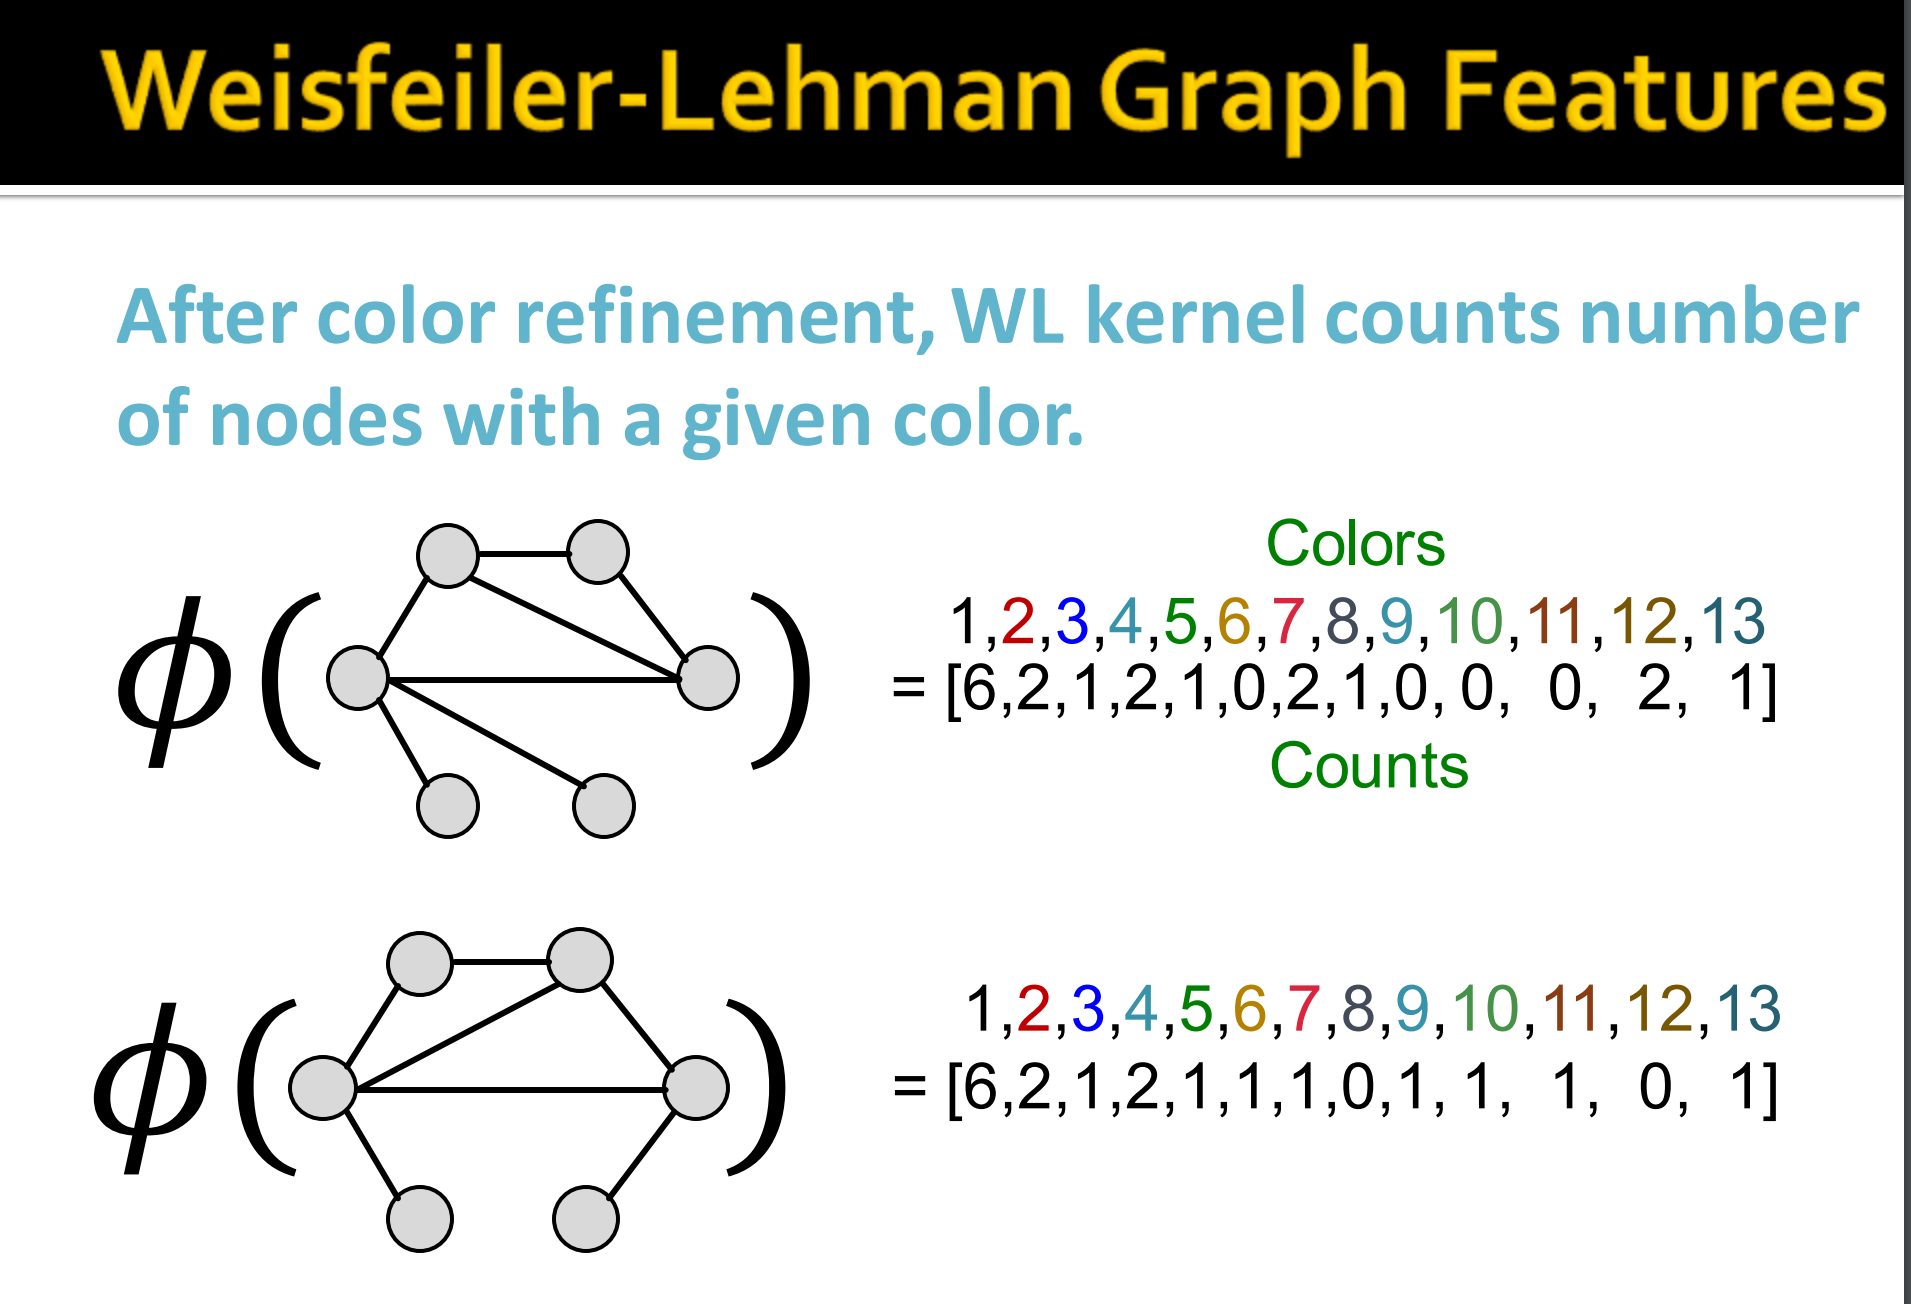 Weisfeiler-Lehman Graph Features
After color refinement, WL kernel counts number
of nodes with a given color.
Colors
1,2,3,4,5,6,7,8,9,10,11,12,13
ϕ( ) = [6,2,1,2,1,0,2,1,0, 0, 0, 2, 1]
Counts
1,2,3,4,5,6,7,8,9,10,11,12,13
ϕ( ) = [6,2,1,2,1,1,1,0,1, 1, 1, 0, 1]